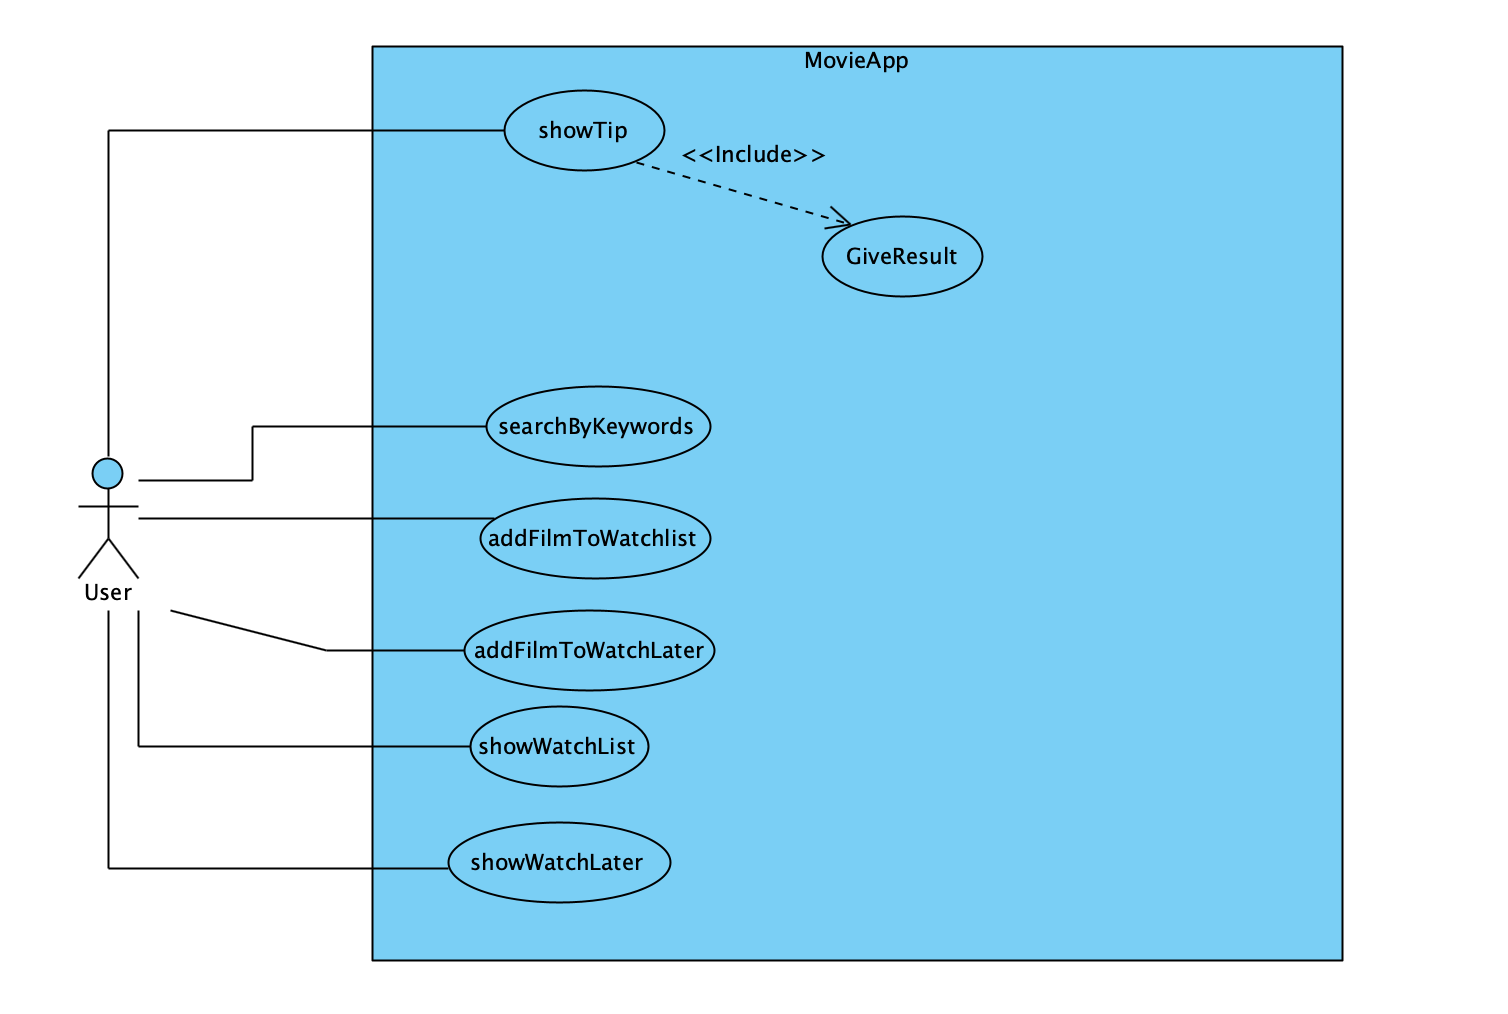 MovieApp
showTip
<<Include>>
GiveResult
searchByKeywords
addFilmToWatchlist
User
addFilmToWatchLater
showWatchList
showWatchLater